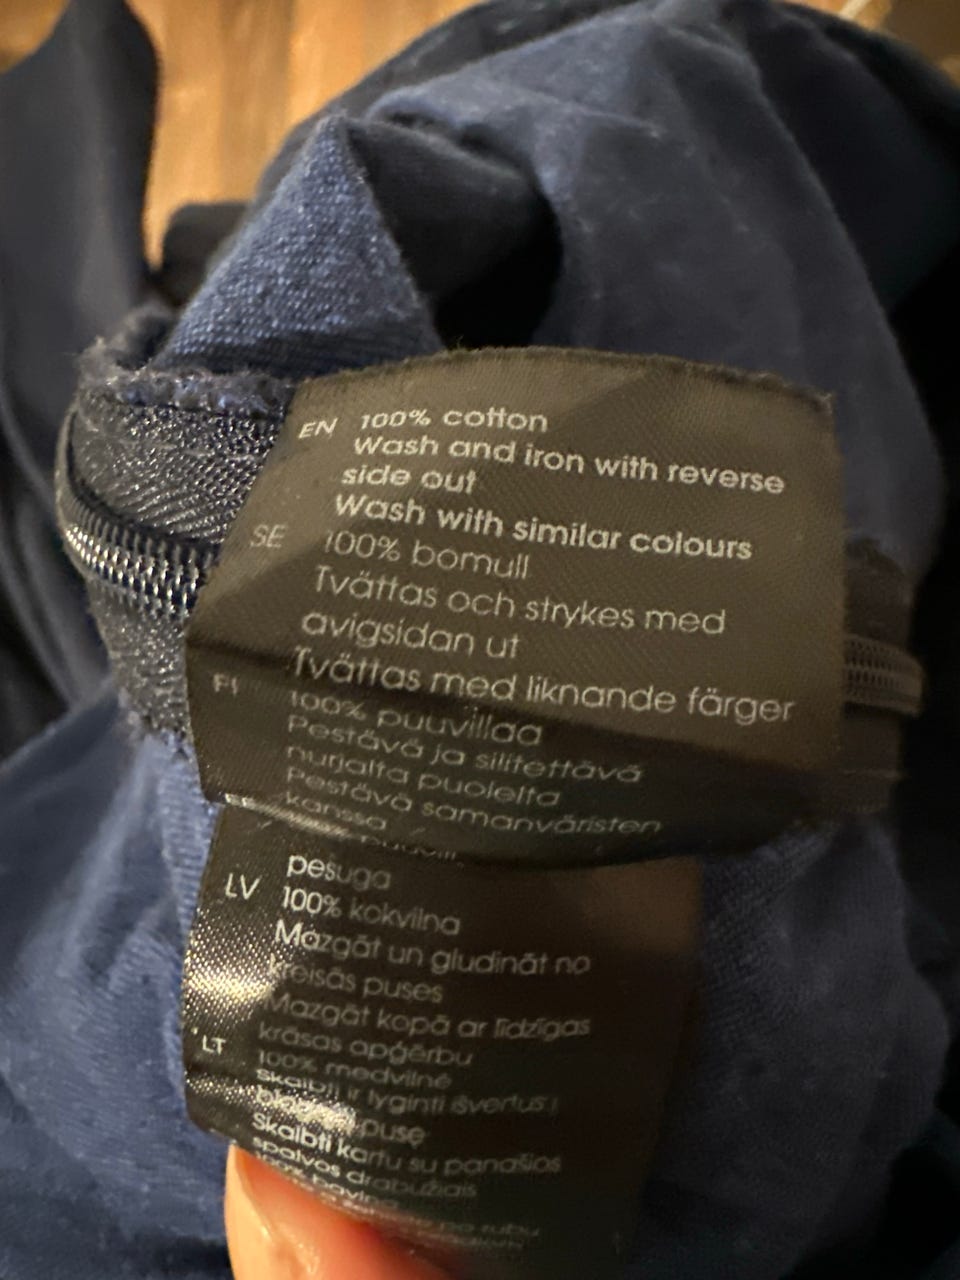 EN 100% cotton
Wash and iron with reverse
side out
Wash with similar colours
SE 100% bomull
Tvättas och strykes med
avigsidan ut
Tvättas med liknande färger
FI 100% puuvillaa
Pestävä ja silitettävä
nurjalta puolelta
Pestävä samanväristen
kanssa
pesuga
LV 100% kokvilna
Mazgāt un gludināt no
kreisās puses
Mazgāt kopā ar līdzīgas
krāsas apģērbu
LT 100% medvilnė
Skalbti ir lyginti išvertus į
pusę
Skalbti kartu su panašios
spalvos drabužiais
100%